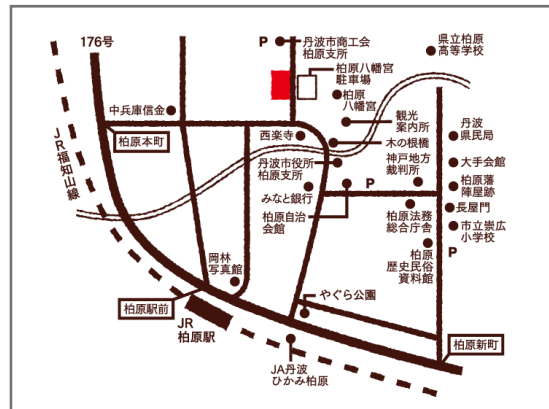 176号
P
丹波市商工会
柏原支所
県立柏原
高等学校
柏原八幡宮
駐車場
柏原
八幡宮
中兵庫信金
観光
案内所
丹波
県民局
柏原本町
西楽寺
木の根橋
JR福知山線
丹波市役所
柏原支所
神戸地方
裁判所
大手会館
P
みなと銀行
柏原藩
陣屋跡
柏原自治
会館
長屋門
柏原法務
総合庁舎
市立崇広
小学校
岡林
写真館
柏原
歴史民俗
資料館
P
柏原駅前
やぐら公園
JR
柏原駅
柏原新町
JA丹波
ひかみ柏原